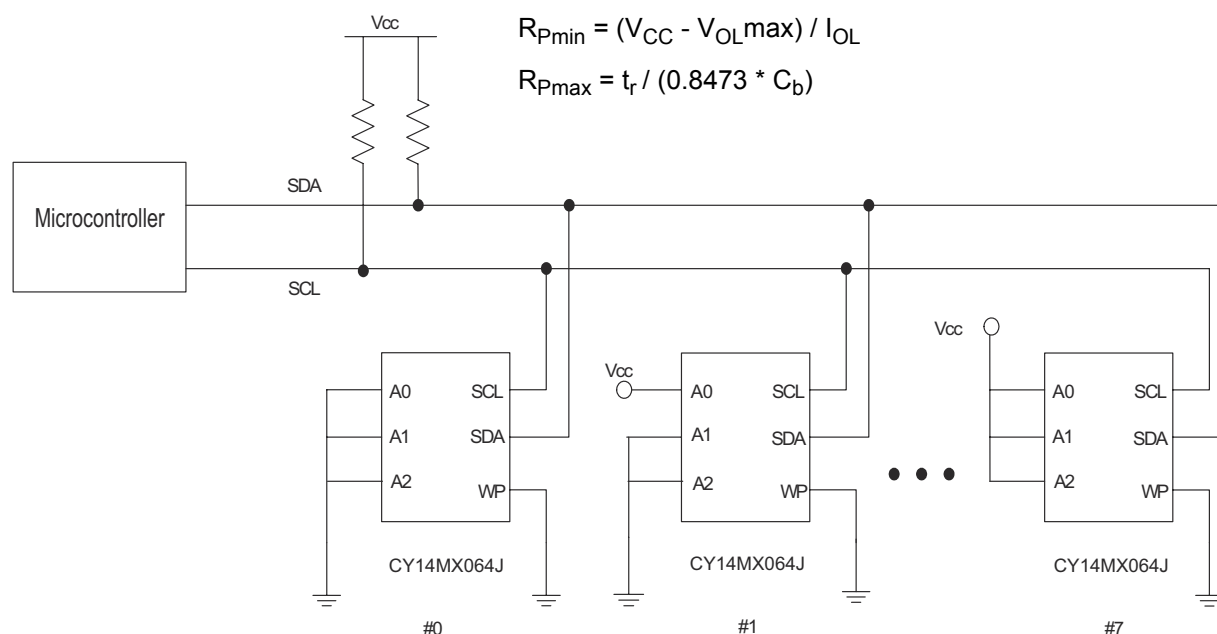 Vcc
R_Pmin = (V_CC - V_OLmax) / I_OL
R_Pmax = t_r / (0.8473 * C_b)
Microcontroller
SDA
SCL
Vcc
Vcc
A0 SCL
A1 SDA
A2 WP
CY14MX064J
#0
A0 SCL
A1 SDA
A2 WP
CY14MX064J
#1
A0 SCL
A1 SDA
A2 WP
CY14MX064J
#7